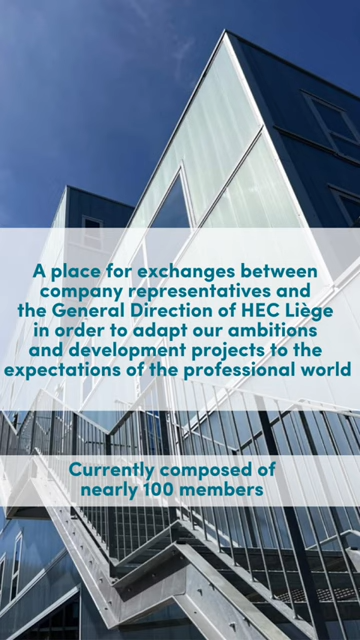 A place for exchanges between
company representatives and
the General Direction of HEC Liège
in order to adapt our ambitions
and development projects to the
expectations of the professional world
Currently composed of
nearly 100 members